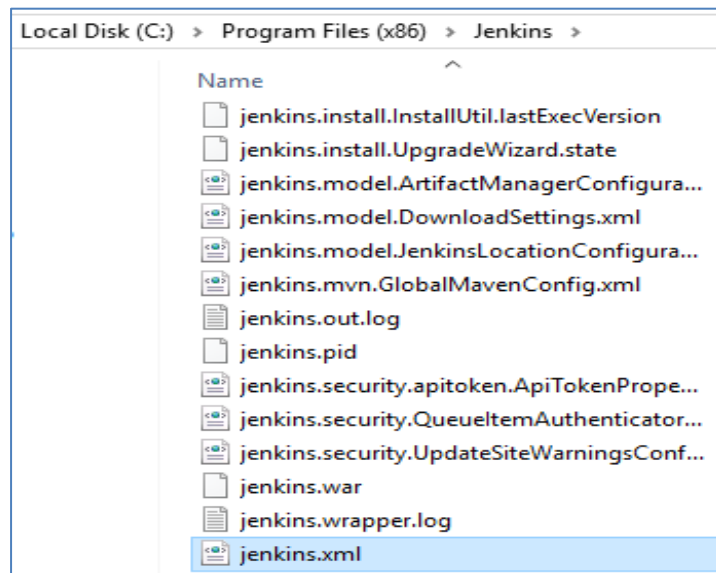 Local Disk (C:) > Program Files (x86) > Jenkins >
Name
jenkins.install.InstallUtil.lastExecVersion
jenkins.install.UpgradeWizard.state
jenkins.model.ArtifactManagerConfigura...
jenkins.model.DownloadSettings.xml
jenkins.model.JenkinsLocationConfigura...
jenkins.mvn.GlobalMavenConfig.xml
jenkins.out.log
jenkins.pid
jenkins.security.apitoken.ApiTokenPrope...
jenkins.security.QueueItemAuthenticator...
jenkins.security.UpdateSiteWarningsConf...
jenkins.war
jenkins.wrapper.log
jenkins.xml